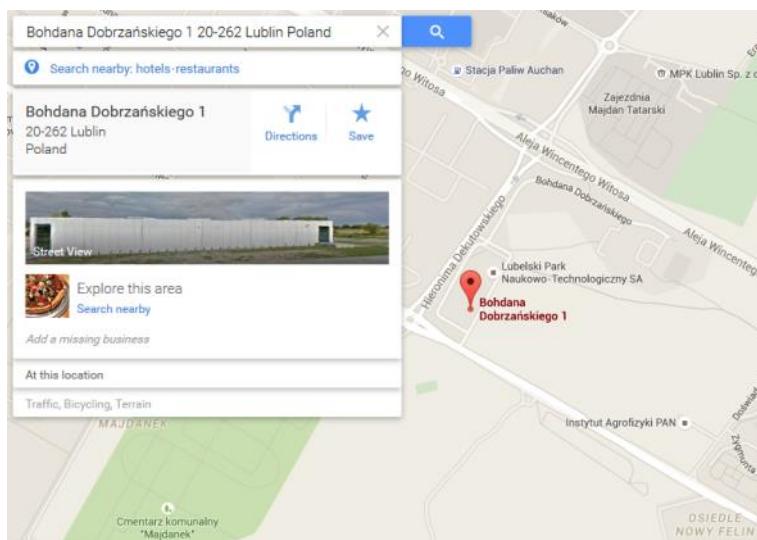 Bohdana Dobrzańskiego 1 20-262 Lublin Poland
Search nearby: hotels-restaurants
Bohdana Dobrzańskiego 1
20-262 Lublin
Poland
Directions
Save
Street View
Explore this area
Search nearby
Add a missing business
At this location
Traffic, Bicycling, Terrain
Stacja Paliw Auchan
MPK Lublin Sp. z
Zajezdnia
Majdan Tatarski
Witosa
Aleja Wincentego Witosa
Bohdana Dobrzańskiego
Aleja Wincentego
Hieronima Dekutowskiego
Lubelski Park
Naukowo-Technologiczny SA
Bohdana
Dobrzańskiego 1
Instytut Agrofizyki PAN
Zygmunta
MAJDANEK
Cmentarz komunalny
"Majdanek"
OSIEDLE
NOWY FELIN